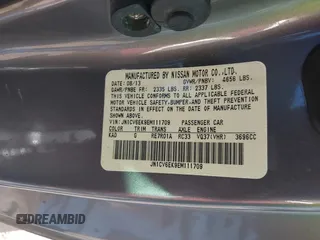 MANUFACTURED BY NISSAN MOTOR CO.,LTD.
DATE: 08/13 GVWR/PNBV: 4656 LBS.
GAWR/PNBE FR: 2335 LBS. RR: 2337 LBS.
THIS VEHICLE CONFORMS TO ALL APPLICABLE FEDERAL
MOTOR VEHICLE SAFETY,BUMPER,AND THEFT PREVENTION
STANDARDS IN EFFECT ON THE DATE OF MANUFACTURE
SHOWN ABOVE.
VIN: JN1CV6EK9EM111709 PASSENGER CAR
COLOR TRIM TRANS AXLE ENGINE
KAD G RE7R01A RC33 VQ37(VHR) 3696CC
JN1CV6EK9EM111709
DREAMBID